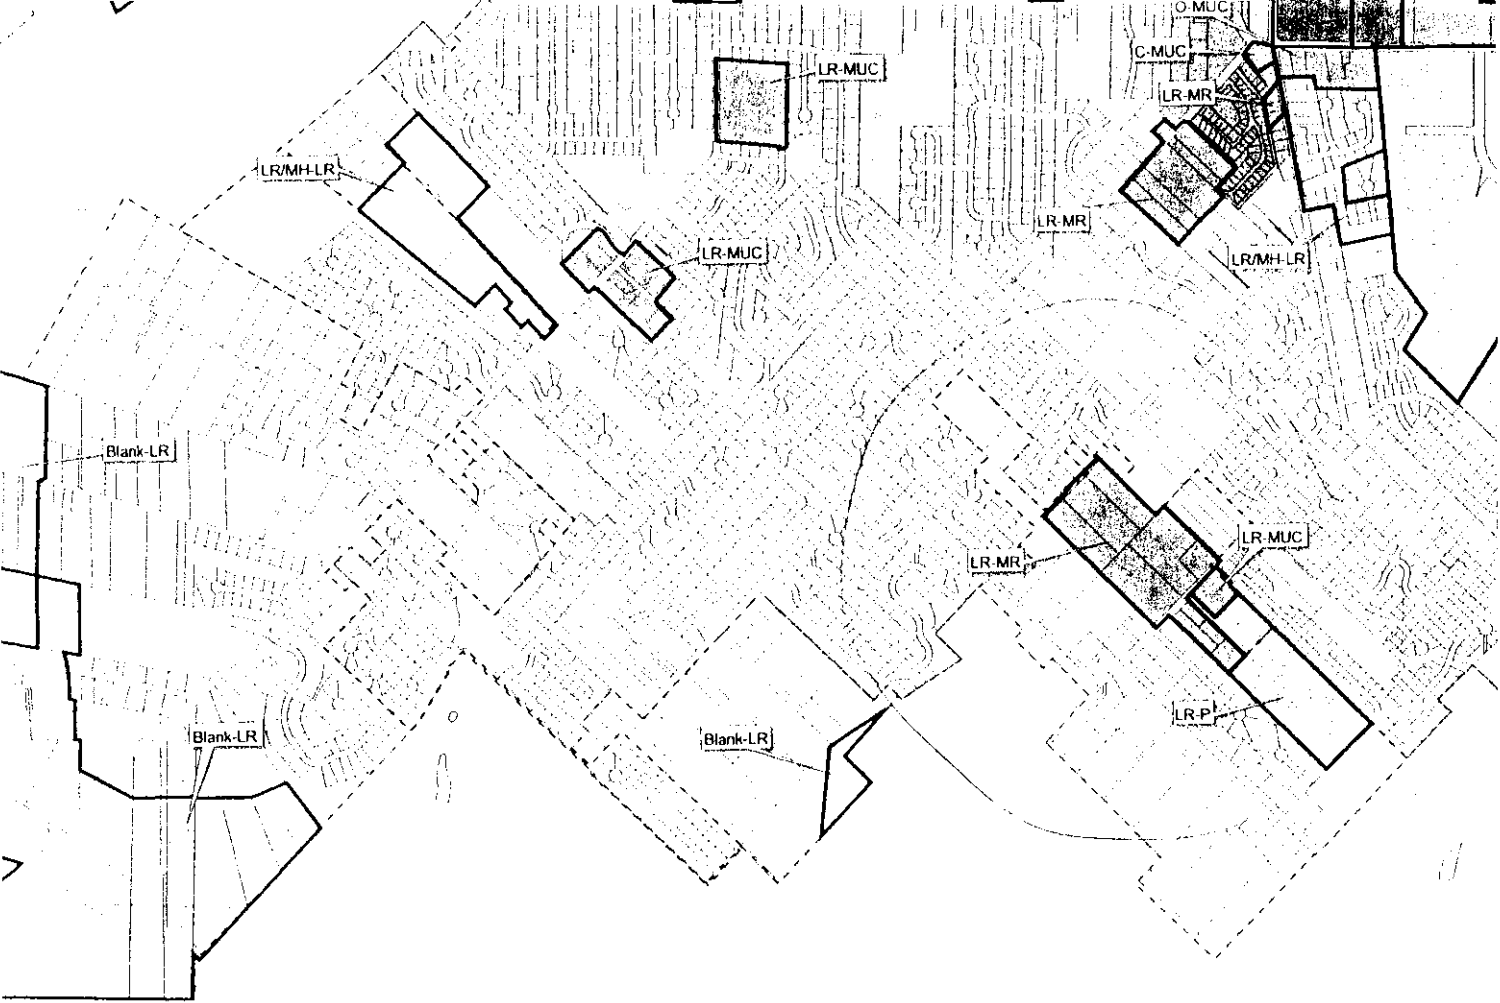 O-MUC
C-MUC
LR-MUC
LR-MR
LR/MH-LR
LR-MR
LR-MUC
LR/MH-LR
Blank-LR
LR-MUC
LR-MR
LR-P
Blank-LR
Blank-LR